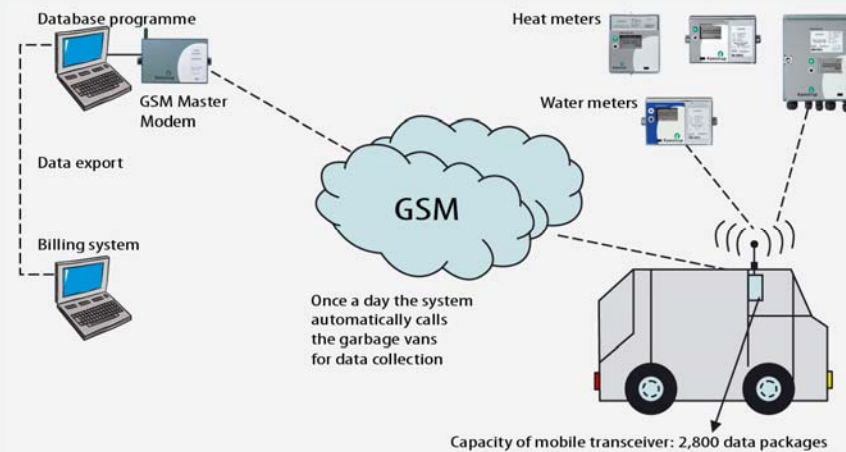 Database programme
GSM Master
Modem
Data export
Billing system
Heat meters
Water meters
GSM
Once a day the system
automatically calls
the garbage vans
for data collection
Capacity of mobile transceiver: 2,800 data packages